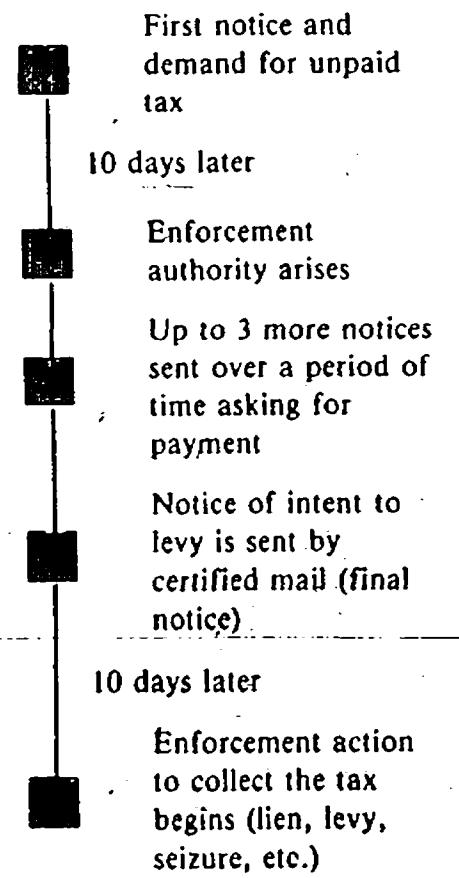 First notice and
demand for unpaid
tax
10 days later
Enforcement
authority arises
Up to 3 more notices
sent over a period of
time asking for
payment
Notice of intent to
levy is sent by
certified mail (final
notice)
10 days later
Enforcement action
to collect the tax
begins (lien, levy,
seizure, etc.)